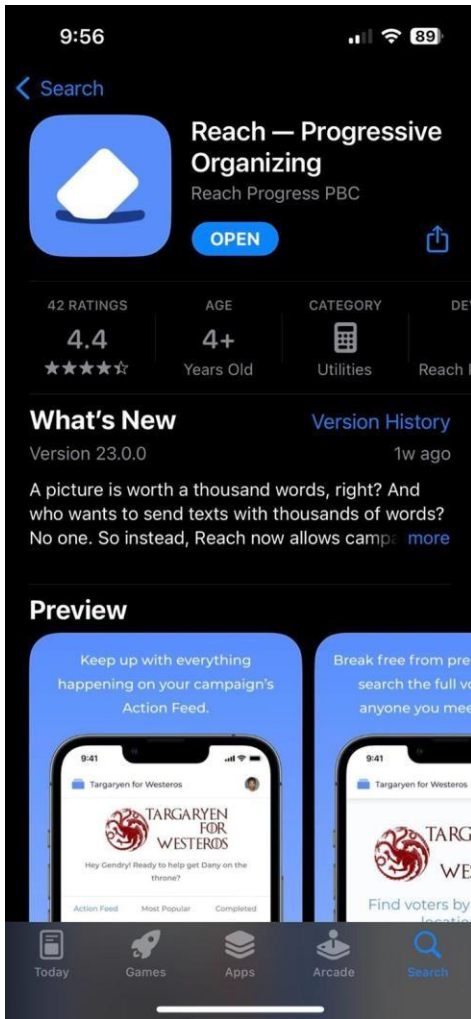 9:56
89
Search
Reach — Progressive
Organizing
Reach Progress PBC
OPEN
42 RATINGS
4.4
Years Old
AGE
4+
CATEGORY
Utilities
DE
Reach
What's New
Version History
Version 23.0.0
1w ago
A picture is worth a thousand words, right? And
who wants to send texts with thousands of words?
No one. So instead, Reach now allows camp more
Preview
Keep up with everything
happening on your campaign's
Action Feed.
9:41
Targaryen for Westeros
TARGARYEN
FOR
WESTEROS
Hey Gendry! Ready to help get Dany on the
throne?
Action Feed
Most Popular
Completed
Break free from pre
search the full vo
anyone you mee
9:41
Targaryen for Westeros
TARG
WE
Find voters by
Today
Games
Apps
Arcade
Search